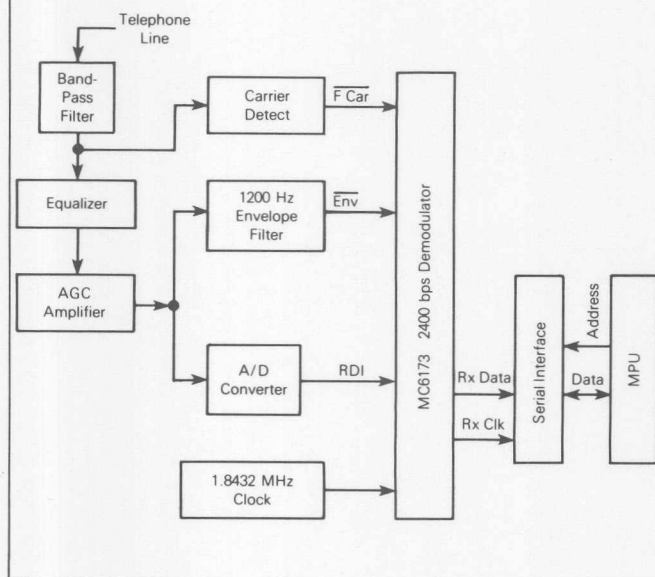 Telephone
Line
Band-
Pass
Filter
Carrier
Detect
F Car
Equalizer
1200 Hz
Envelope
Filter
Env
AGC
Amplifier
A/D
Converter
RDI
1.8432 MHz
Clock
MC6173 2400 bps Demodulator
Rx Data
Rx Clk
Serial Interface
Address
Data
MPU